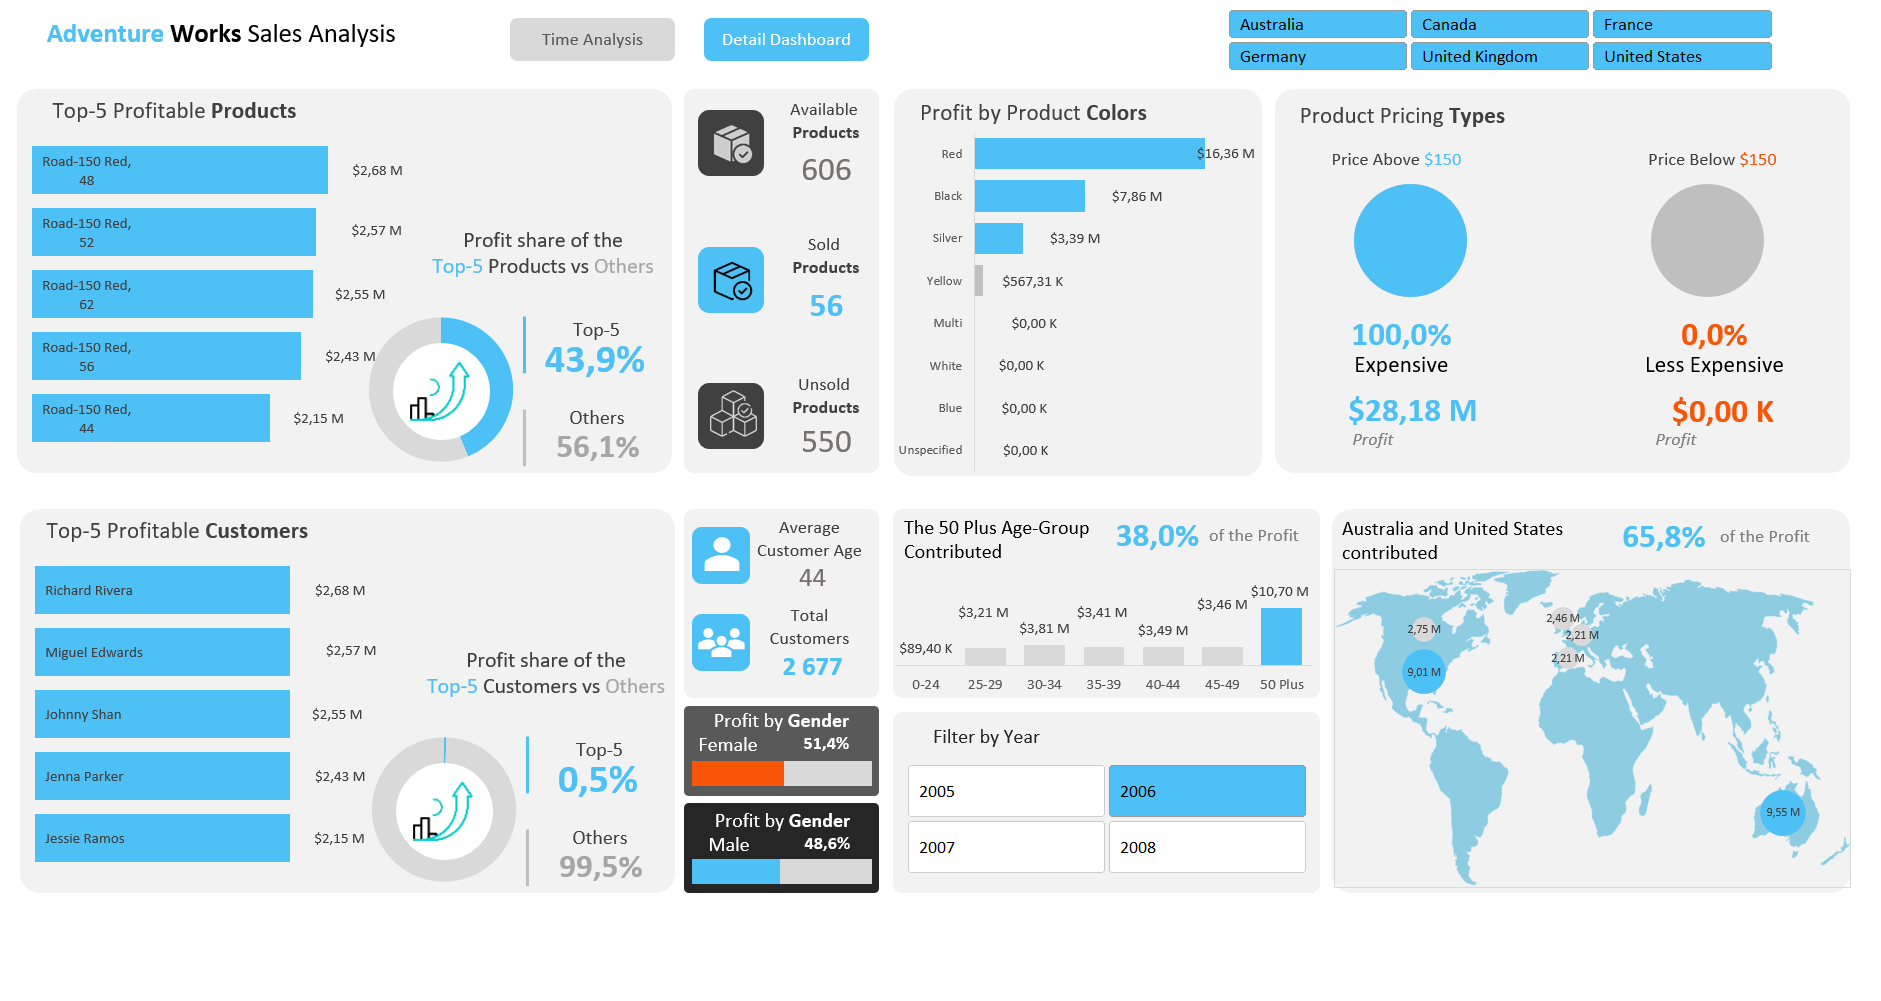 Adventure Works Sales Analysis
Time Analysis
Detail Dashboard
Australia
Canada
France
Germany
United Kingdom
United States
Top-5 Profitable Products
Road-150 Red,
48
$2,68 M
Road-150 Red,
52
$2,57 M
Road-150 Red,
62
$2,55 M
Road-150 Red,
56
$2,43 M
Road-150 Red,
44
$2,15 M
Profit share of the
Top-5 Products vs Others
Top-5
43,9%
Others
56,1%
Available
Products
606
Sold
Products
56
Unsold
Products
550
Profit by Product Colors
Red
$16,36 M
Black
$7,86 M
Silver
$3,39 M
Yellow
$567,31 K
Multi
$0,00 K
White
$0,00 K
Blue
$0,00 K
Unspecified
$0,00 K
Product Pricing Types
Price Above $150
100,0%
Expensive
$28,18 M
Profit
Price Below $150
0,0%
Less Expensive
$0,00 K
Profit
Top-5 Profitable Customers
Richard Rivera
$2,68 M
Miguel Edwards
$2,57 M
Johnny Shan
$2,55 M
Jenna Parker
$2,43 M
Jessie Ramos
$2,15 M
Profit share of the
Top-5 Customers vs Others
Top-5
0,5%
Others
99,5%
Average
Customer Age
44
Total
Customers
2 677
Profit by Gender
Female 51,4%
Profit by Gender
Male 48,6%
The 50 Plus Age-Group
Contributed
38,0% of the Profit
$89,40 K
$3,21 M
$3,81 M
$3,41 M
$3,49 M
$3,46 M
$10,70 M
0-24
25-29
30-34
35-39
40-44
45-49
50 Plus
Filter by Year
2005
2006
2007
2008
Australia and United States
contributed
65,8% of the Profit
2,75 M
2,46 M
2,21 M
2,21 M
9,01 M
9,55 M